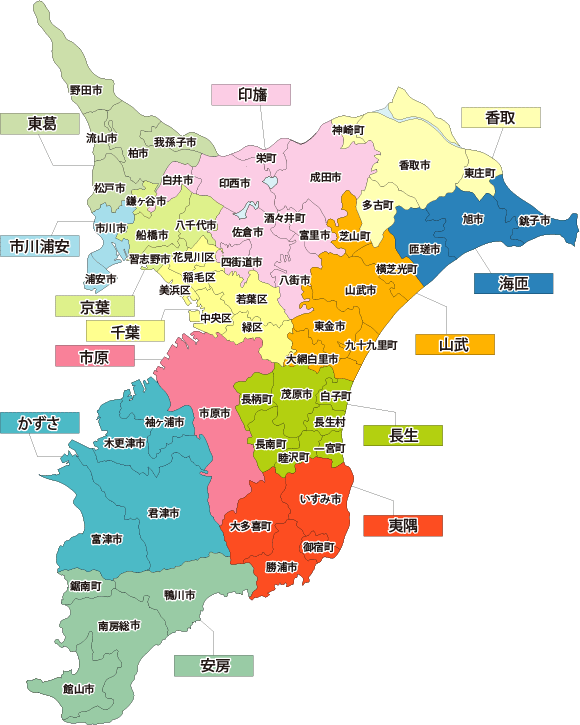 野田市
印旛
香取
東葛
神崎町
流山市
我孫子市
柏市
栄町
香取市
東庄町
成田市
白井市
印西市
松戸市
鎌ヶ谷市
多古町
酒々井町
旭市
銚子市
市川市
八千代市
佐倉市
富里市
船橋市
芝山町
市川浦安
匝瑳市
習志野市
花見川区
四街道市
横芝光町
浦安市
稲毛区
八街市
海匝
美浜区
山武市
若葉区
京葉
中央区
千葉
緑区
東金市
九十九里町
山武
市原
大網白里市
茂原市
白子町
長柄町
かずさ
袖ヶ浦市
市原市
長生村
長生
木更津市
長南町
一宮町
睦沢町
いすみ市
君津市
大多喜町
夷隅
富津市
御宿町
勝浦市
鋸南町
鴨川市
南房総市
安房
館山市